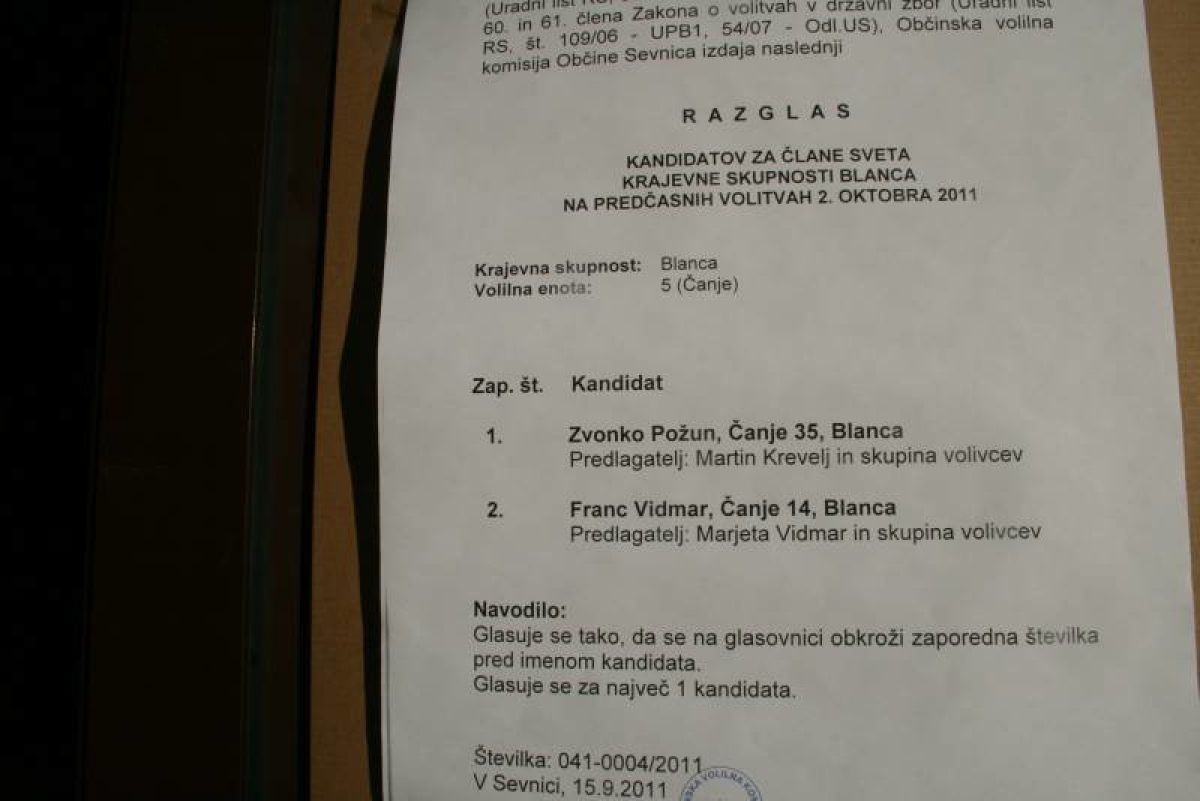 (Uradni list RS,
60. in 61. člena Zakona o volitvah v državni zbor (Uradni list
RS, št. 109/06 - UPB1, 54/07 - Odl.US), Občinska volilna
komisija Občine Sevnica izdaja naslednji
R A Z G L A S
KANDIDATOV ZA ČLANE SVETA
KRAJEVNE SKUPNOSTI BLANCA
NA PREDČASNIH VOLITVAH 2. OKTOBRA 2011
Krajevna skupnost: Blanca
Volilna enota: 5 (Čanje)
Zap. št. Kandidat
1. Zvonko Požun, Čanje 35, Blanca
Predlagatelj: Martin Krevelj in skupina volivcev
2. Franc Vidmar, Čanje 14, Blanca
Predlagatelj: Marjeta Vidmar in skupina volivcev
Navodilo:
Glasuje se tako, da se na glasovnici obkroži zaporedna številka
pred imenom kandidata.
Glasuje se za največ 1 kandidata.
Številka: 041-0004/2011
V Sevnici, 15.9.2011
VOLILNA